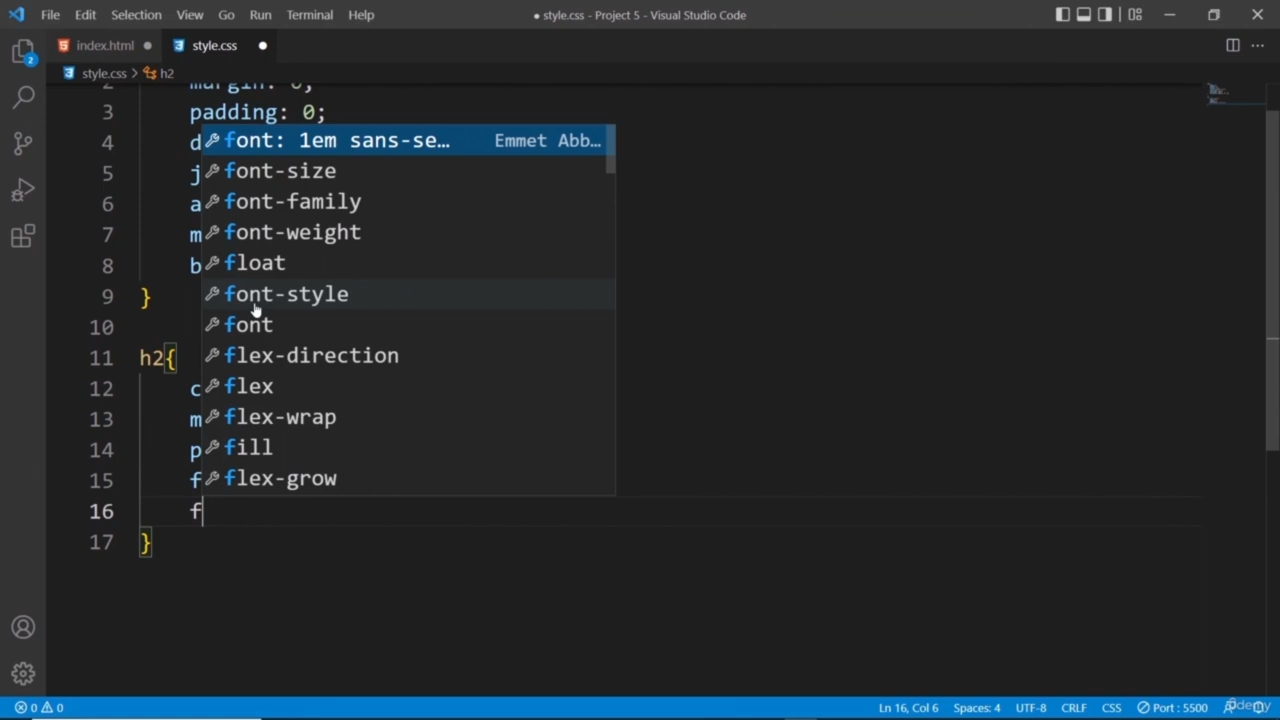 File Edit Selection View Go Run Terminal Help
● style.css - Project 5 - Visual Studio Code
index.html ●
style.css ●
style.css > h2
2 margin: 0;
3 padding: 0;
4 d
5 j
6 a
7 m
8 b
9 }
10
11 h2{
12 c
13 m
14 p
15 f
16 f
17 }
font: 1em sans-se… Emmet Abb…
font-size
font-family
font-weight
float
font-style
font
flex-direction
flex
flex-wrap
fill
flex-grow
2
0 0 Ln 16, Col 6 Spaces: 4 UTF-8 CRLF CSS Port : 5500
Udemy